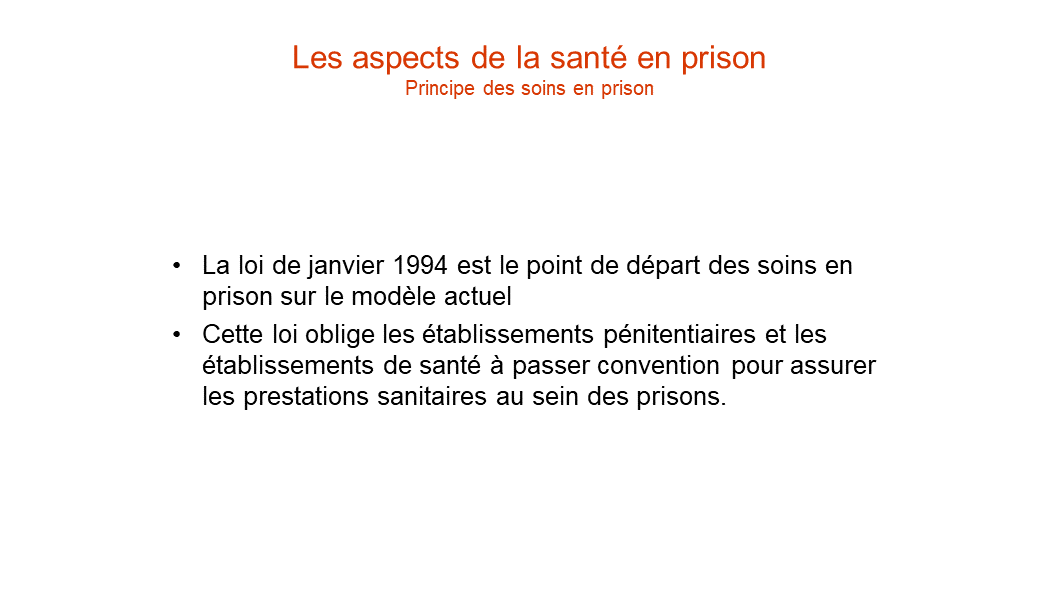 Les aspects de la santé en prison
Principe des soins en prison
• La loi de janvier 1994 est le point de départ des soins en
prison sur le modèle actuel
• Cette loi oblige les établissements pénitentiaires et les
établissements de santé à passer convention pour assurer
les prestations sanitaires au sein des prisons.